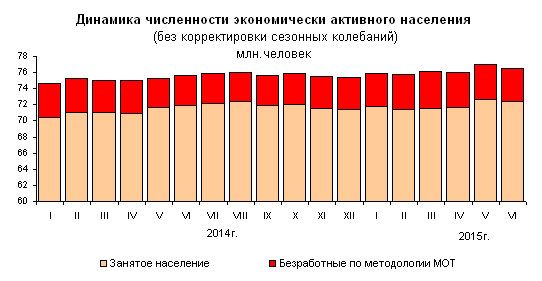 Динамика численности экономически активного населения
(без корректировки сезонных колебаний)
млн.человек
78
76
74
72
70
68
66
64
62
60
I II III IV V VI VII VIII IX X XI XII I II III IV V VI
2014г. 2015г.
Занятое население Безработные по методологии МОТ